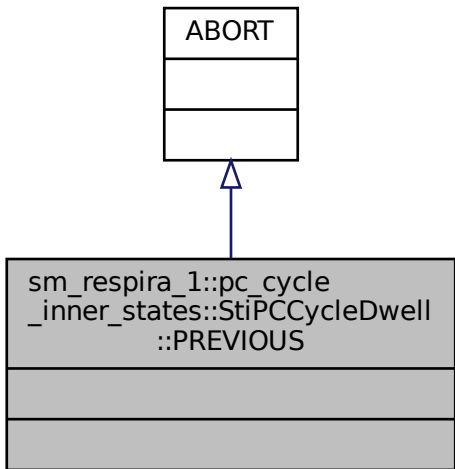 ABORT
sm_respira_1::pc_cycle
_inner_states::StiPCCycleDwell
::PREVIOUS